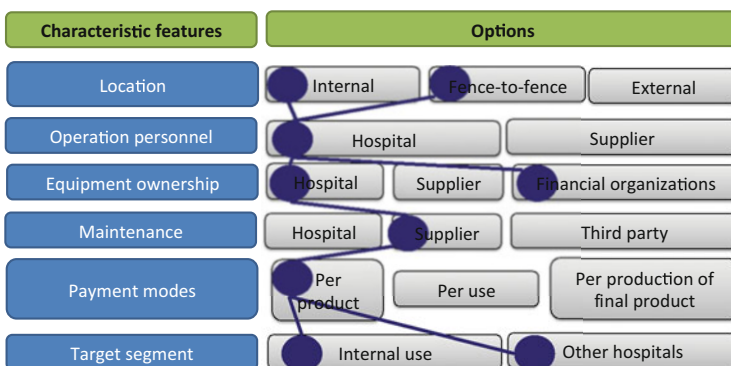 Characteristic features Options
Location Internal Fence-to-fence External
Operation personnel Hospital Supplier
Equipment ownership Hospital Supplier Financial organizations
Maintenance Hospital Supplier Third party
Payment modes Per product Per use Per production of final product
Target segment Internal use Other hospitals